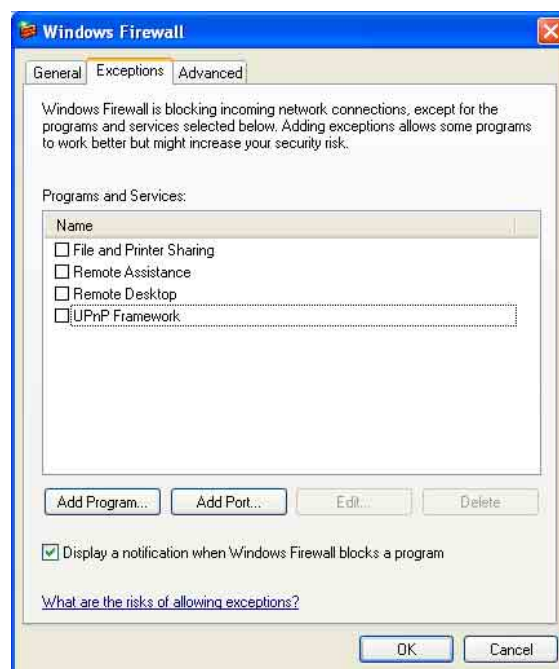 Windows Firewall
General Exceptions Advanced
Windows Firewall is blocking incoming network connections, except for the
programs and services selected below. Adding exceptions allows some programs
to work better but might increase your security risk.
Programs and Services:
Name
File and Printer Sharing
Remote Assistance
Remote Desktop
UPnP Framework
Add Program... Add Port... Edit... Delete
Display a notification when Windows Firewall blocks a program
What are the risks of allowing exceptions?
OK Cancel